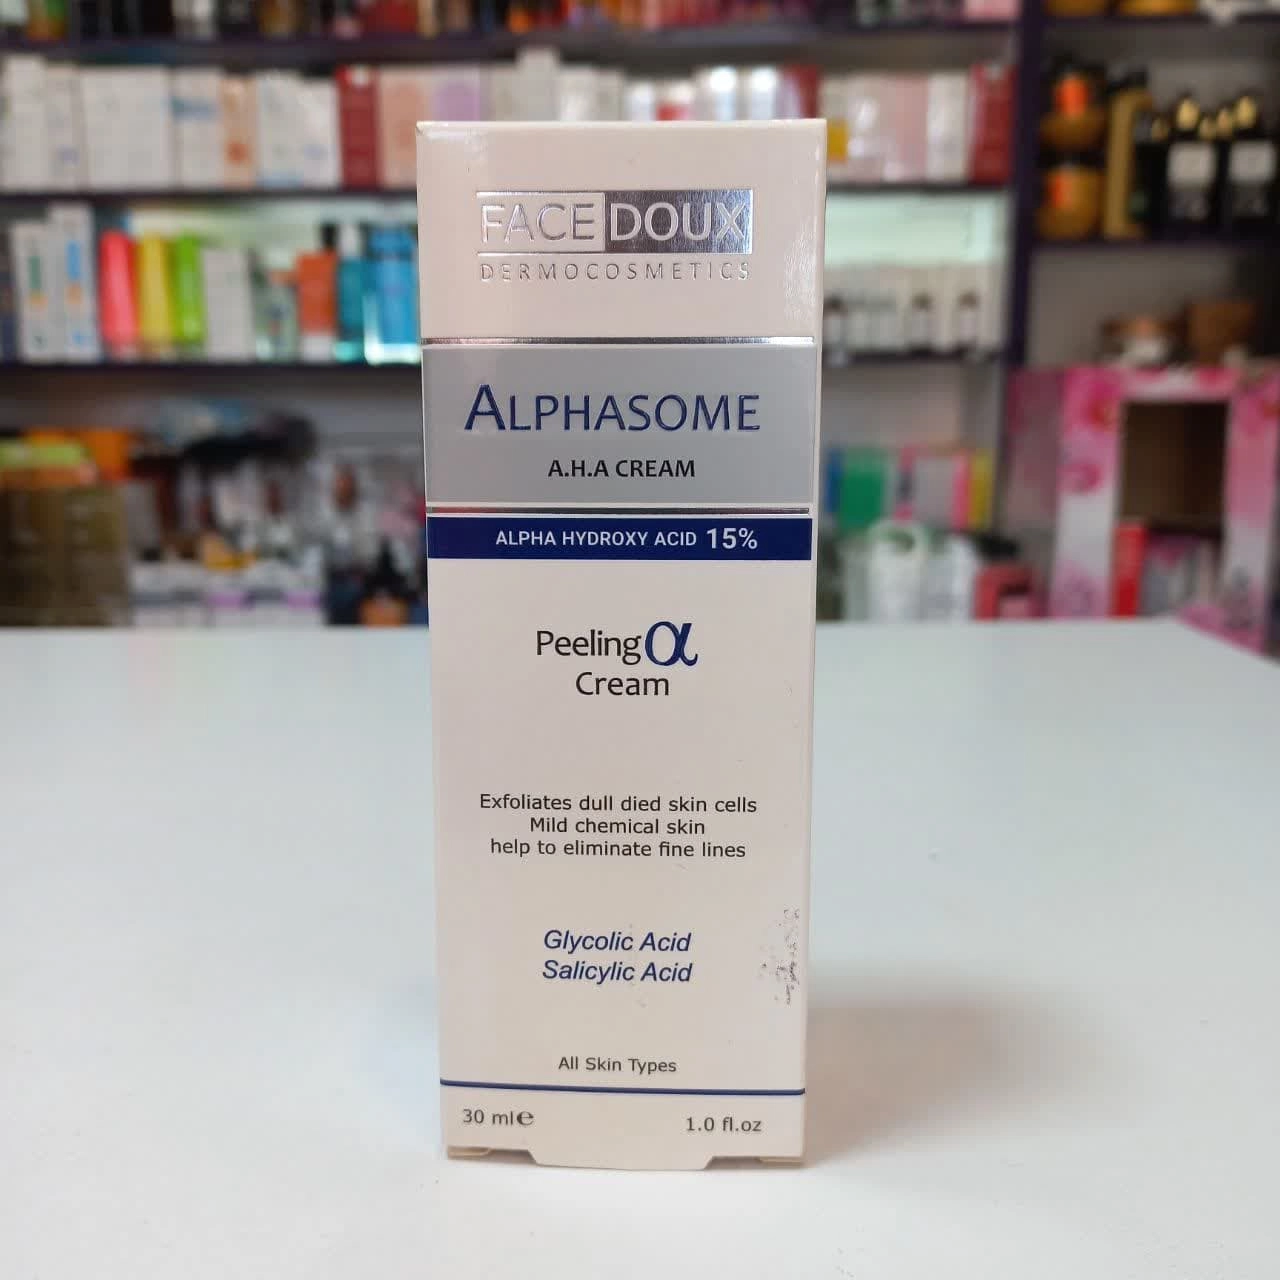 FACE DOUX
DERMOCOSMETICS
ALPHASOME
A.H.A CREAM
ALPHA HYDROXY ACID 15%
Peeling α
Cream
Exfoliates dull died skin cells
Mild chemical skin
help to eliminate fine lines
Glycolic Acid
Salicylic Acid
All Skin Types
30 ml℮
1.0 fl.oz